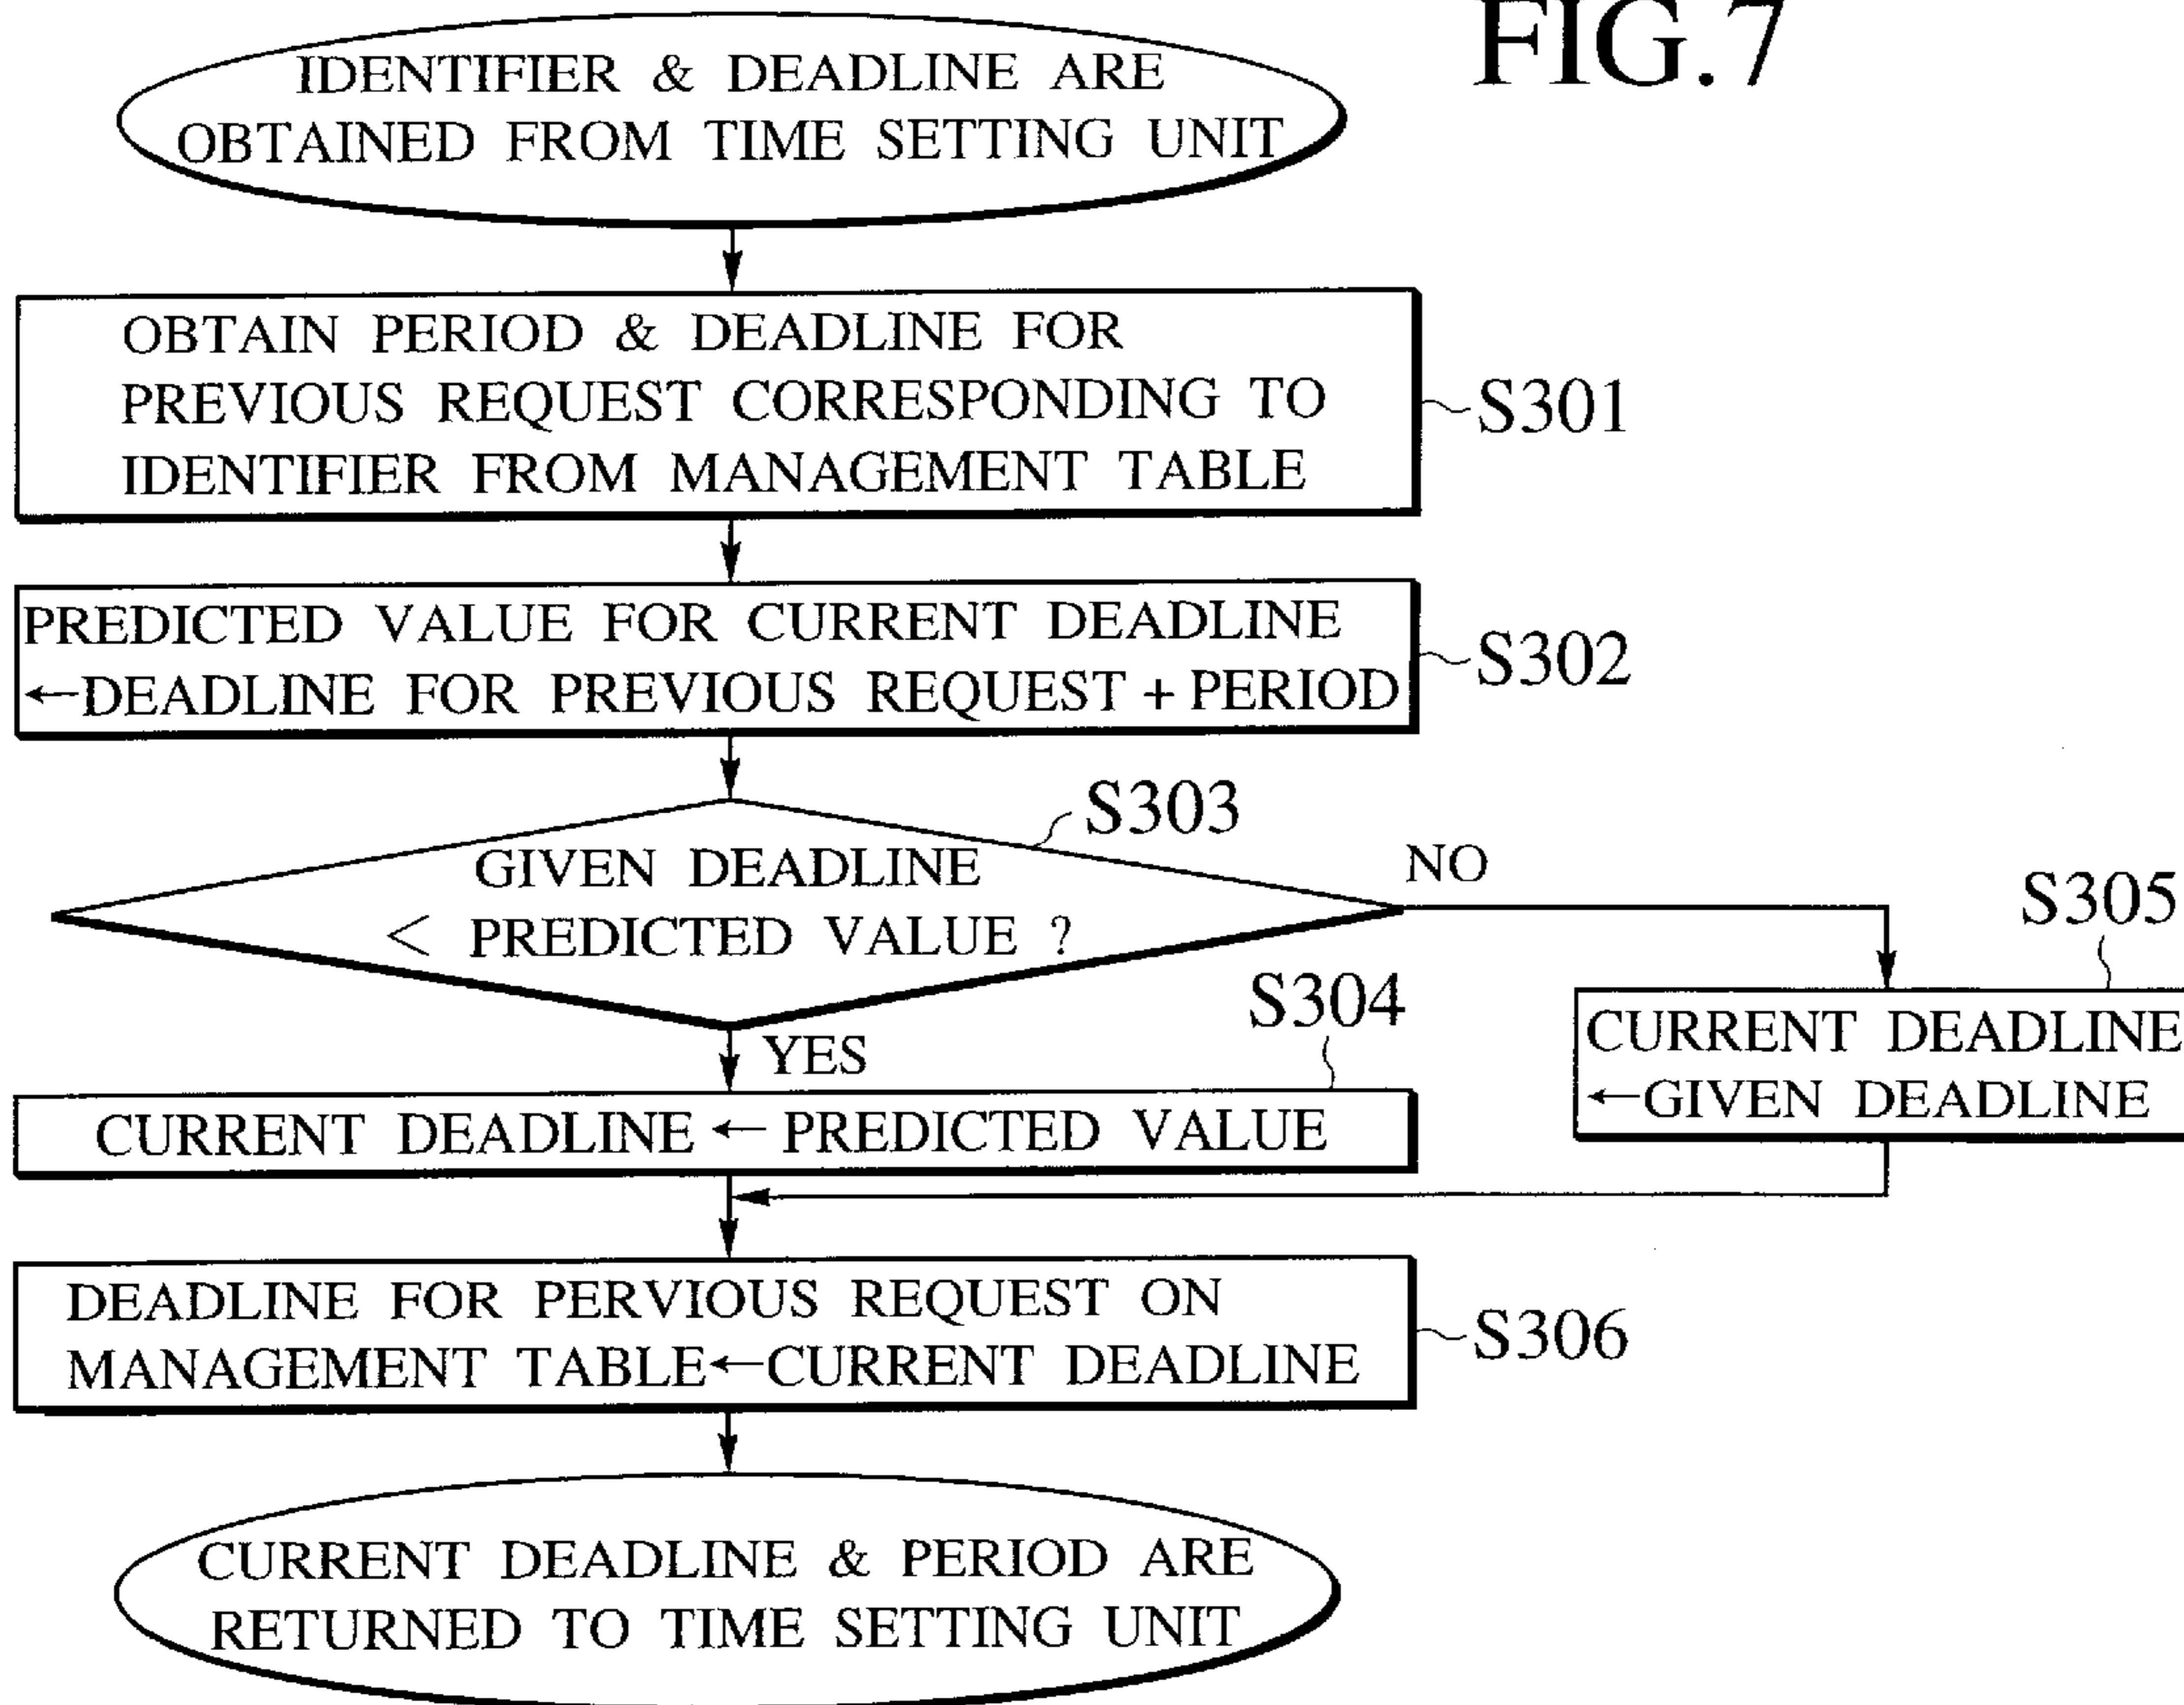 FIG.7
IDENTIFIER & DEADLINE ARE
OBTAINED FROM TIME SETTING UNIT
OBTAIN PERIOD & DEADLINE FOR
PREVIOUS REQUEST CORRESPONDING TO
IDENTIFIER FROM MANAGEMENT TABLE
S301
PREDICTED VALUE FOR CURRENT DEADLINE
←DEADLINE FOR PREVIOUS REQUEST + PERIOD
S302
S303
GIVEN DEADLINE
< PREDICTED VALUE ?
NO
YES
S304
CURRENT DEADLINE ← PREDICTED VALUE
S305
CURRENT DEADLINE
←GIVEN DEADLINE
DEADLINE FOR PERVIOUS REQUEST ON
MANAGEMENT TABLE←CURRENT DEADLINE
S306
CURRENT DEADLINE & PERIOD ARE
RETURNED TO TIME SETTING UNIT